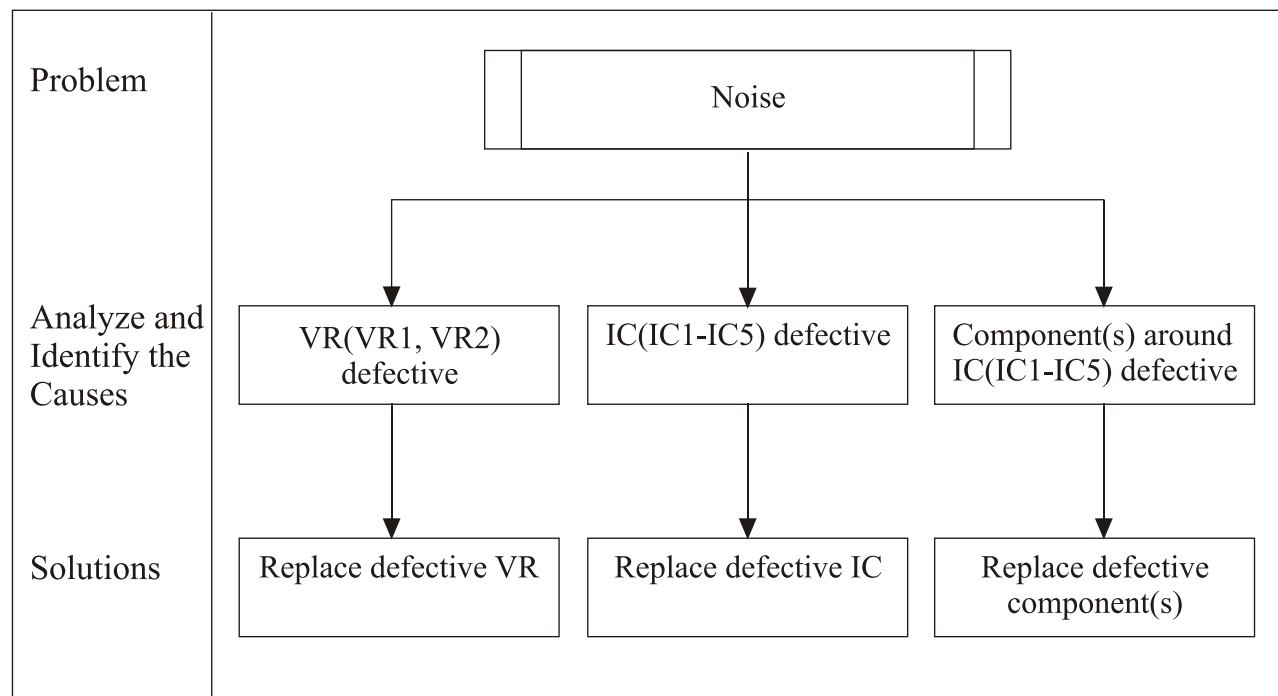 Problem
Noise
Analyze and
Identify the
Causes
VR(VR1, VR2)
defective
IC(IC1-IC5) defective
Component(s) around
IC(IC1-IC5) defective
Solutions
Replace defective VR
Replace defective IC
Replace defective
component(s)